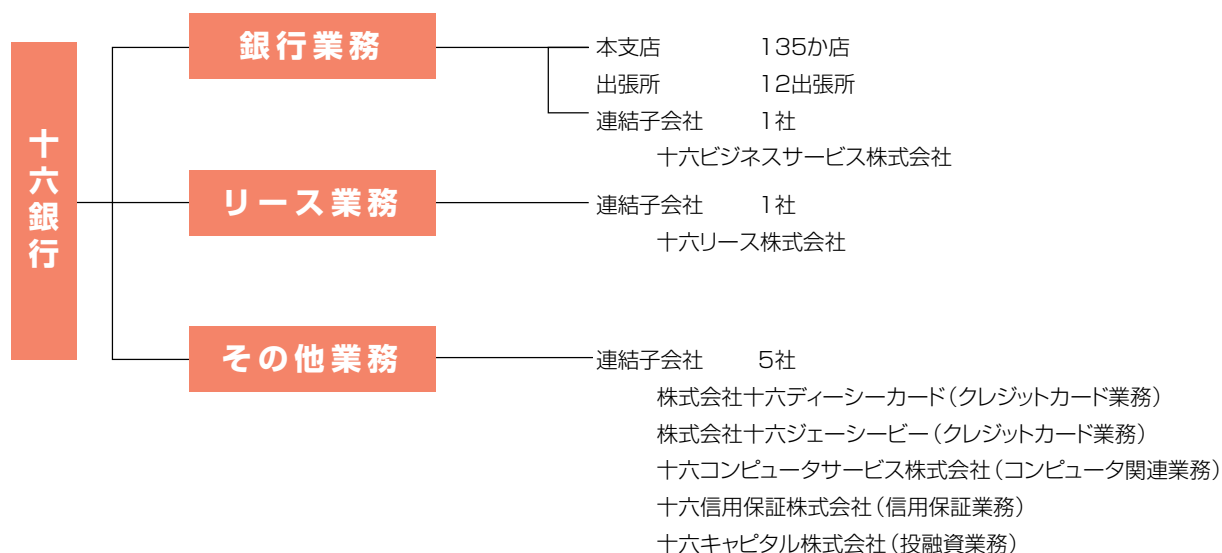 十六銀行
銀行業務
本支店 135か店
出張所 12出張所
連結子会社 1社
十六ビジネスサービス株式会社
リース業務
連結子会社 1社
十六リース株式会社
その他業務
連結子会社 5社
株式会社十六ディーシーカード(クレジットカード業務)
株式会社十六ジェーシービー(クレジットカード業務)
十六コンピュータサービス株式会社(コンピュータ関連業務)
十六信用保証株式会社(信用保証業務)
十六キャピタル株式会社(投融資業務)